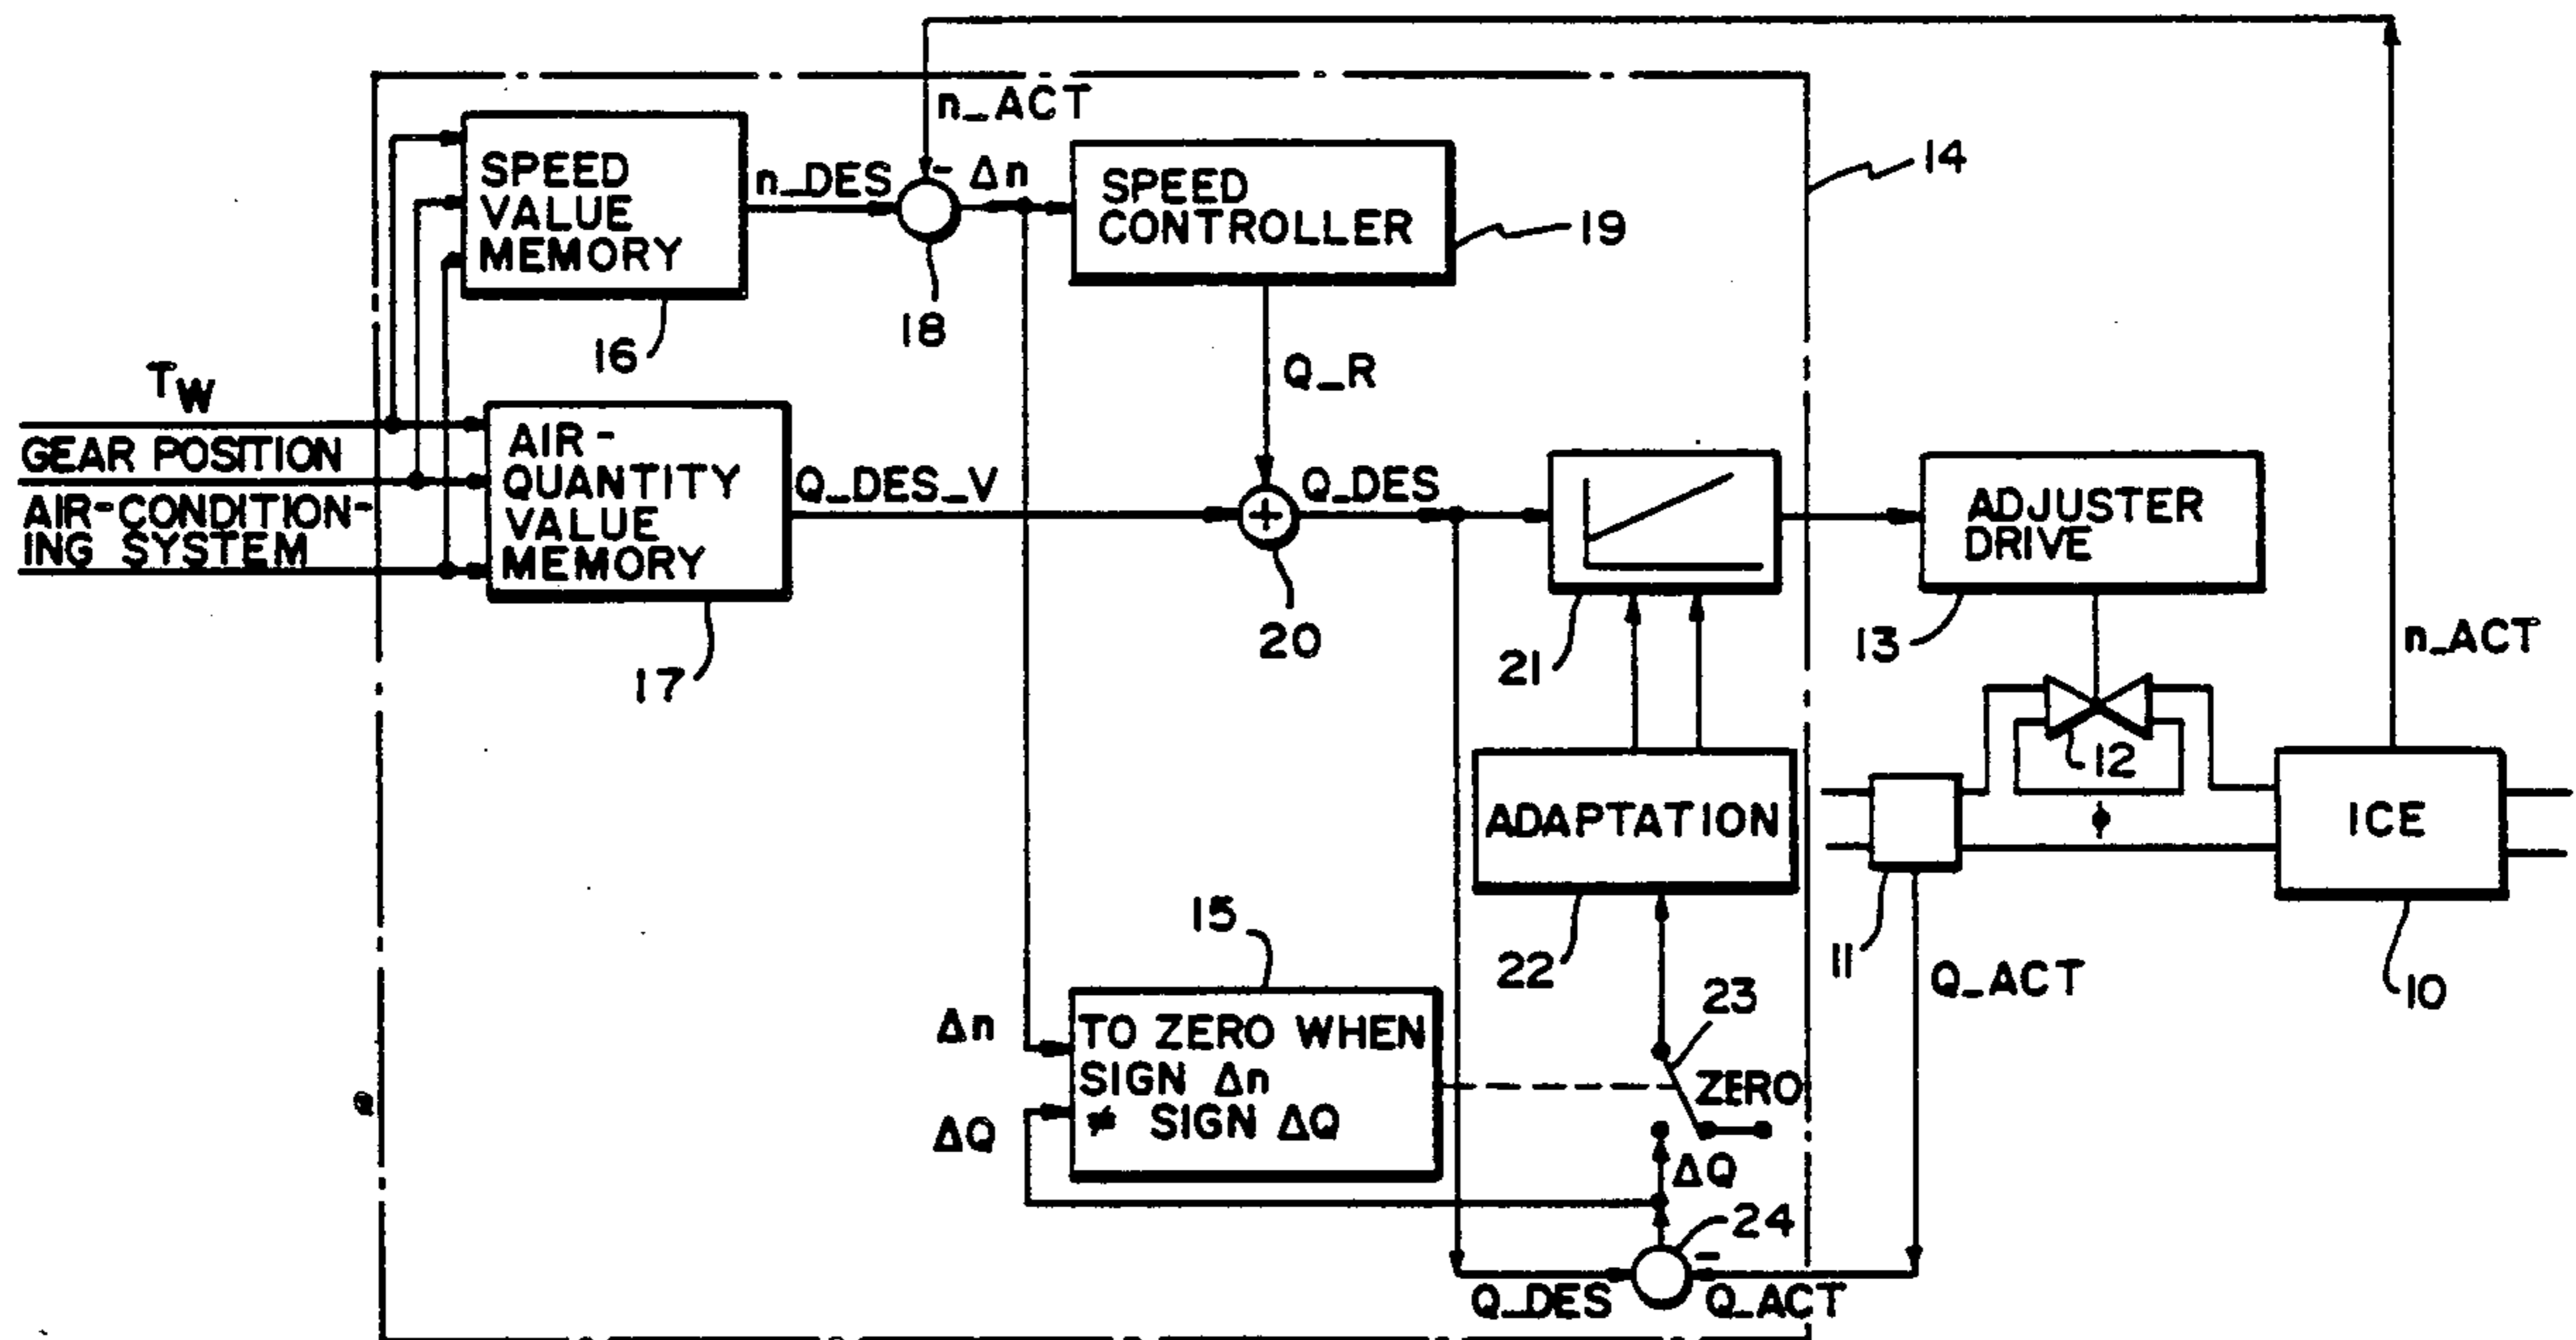 n_ACT
14
SPEED
VALUE
MEMORY
n_DES
-
Δn
SPEED
CONTROLLER
19
18
16
Q_R
TW
GEAR POSITION
AIR-CONDITION-
ING SYSTEM
AIR-
QUANTITY
VALUE
MEMORY
Q_DES_V
+
Q_DES
ADJUSTER
DRIVE
20
21
13
n_ACT
17
12
ADAPTATION
ICE
15
22
11
Q_ACT
10
23
Δn
TO ZERO WHEN
SIGN Δn
≠ SIGN ΔQ
ZERO
ΔQ
ΔQ
24
-
Q_DES
Q_ACT